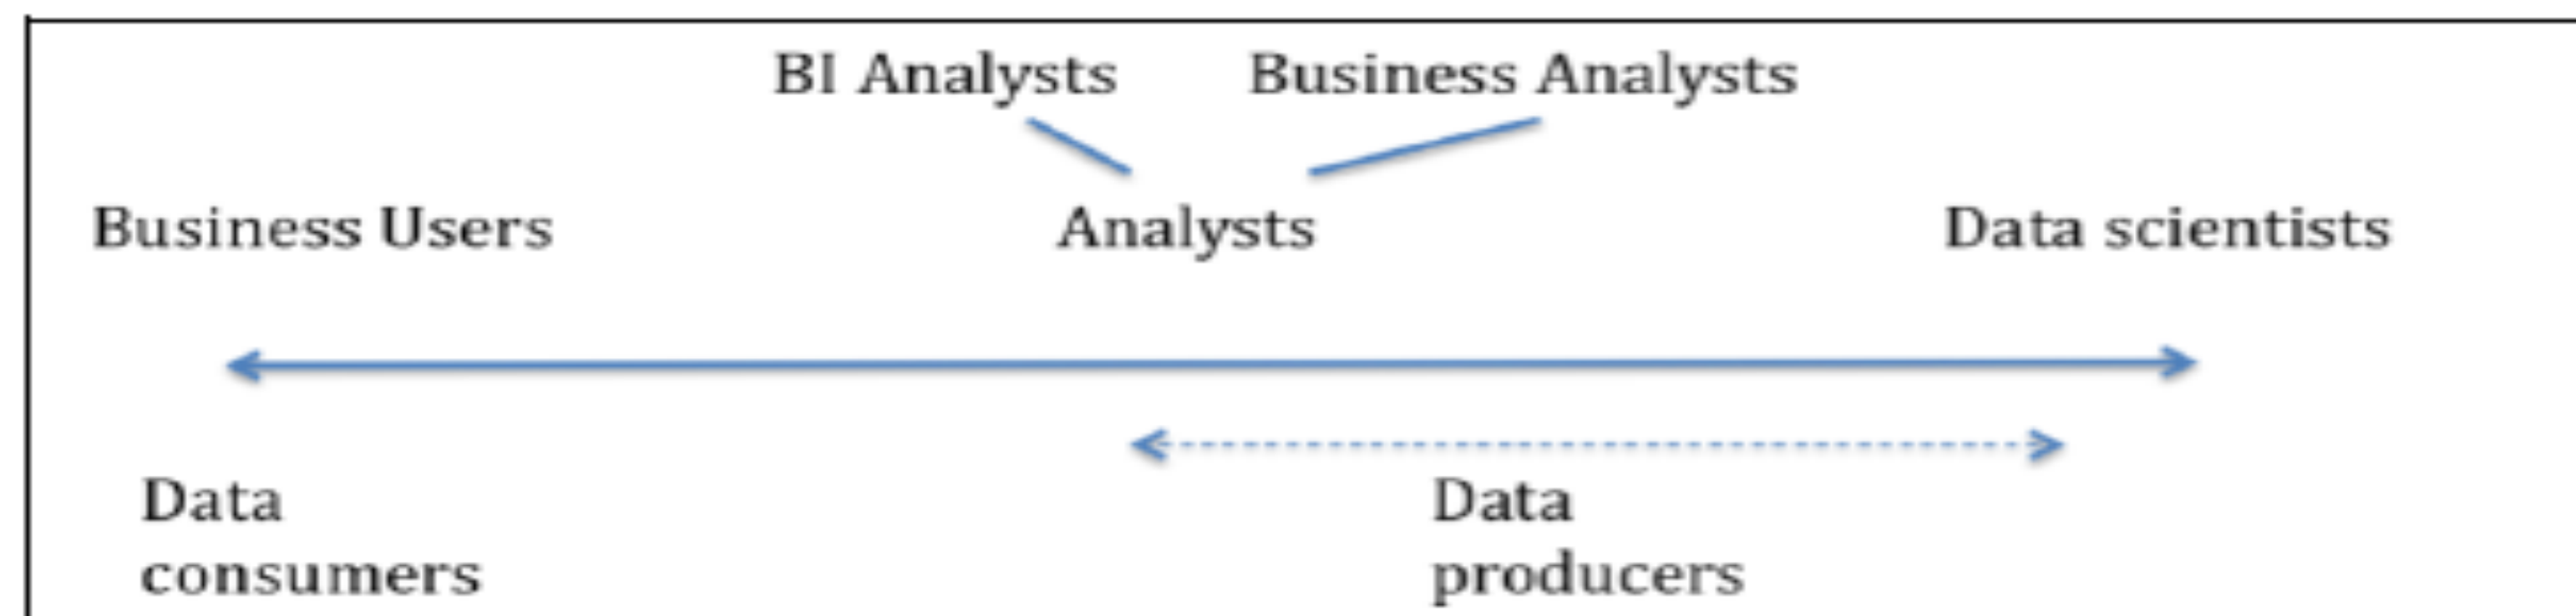 BI Analysts Business Analysts
Business Users Analysts Data scientists
Data Data
consumers producers